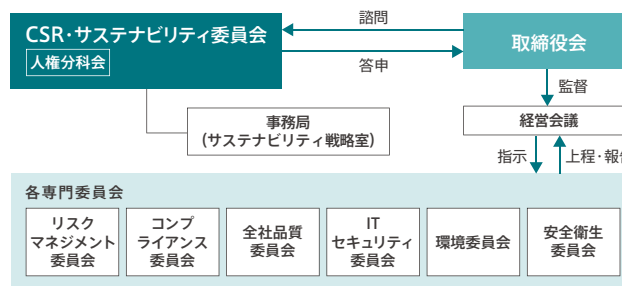 諮問
CSR・サステナビリティ委員会
取締役会
人権分科会
答申
監督
事務局
(サステナビリティ戦略室)
経営会議
指示
上程・報
各専門委員会
リスク
マネジメント
委員会
コンプ
ライアンス
委員会
全社品質
委員会
IT
セキュリティ
委員会
環境委員会
安全衛生
委員会